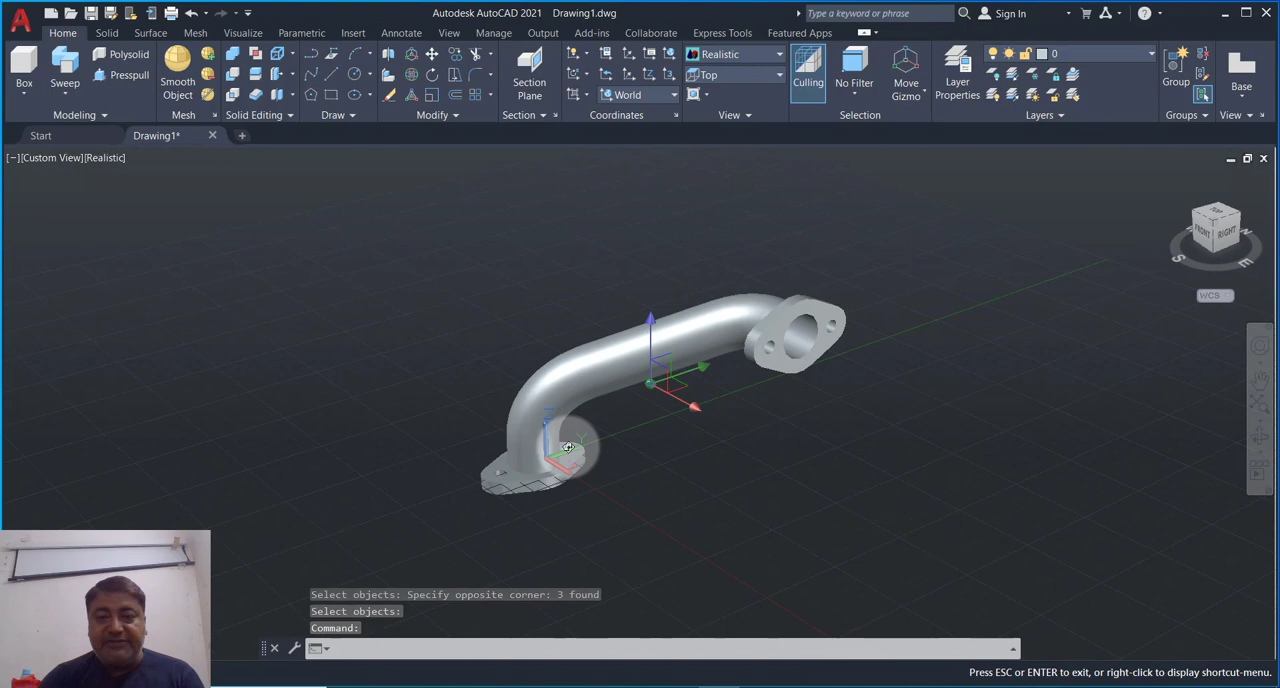 Autodesk AutoCAD 2021 Drawing1.dwg
Type a keyword or phrase
Sign In
Home Solid Surface Mesh Visualize Parametric Insert Annotate View Manage Output Add-ins Collaborate Express Tools Featured Apps
Box
Sweep
Polysolid
Presspull
Smooth
Object
Section
Plane
World
Realistic
Top
Culling
No Filter
Move
Gizmo
Layer
Properties
0
Group
Base
Modeling
Mesh
Solid Editing
Draw
Modify
Section
Coordinates
View
Selection
Layers
Groups
View
Start
Drawing1*
[−][Custom View][Realistic]
TOP
FRONT
RIGHT
N
S
E
WCS
Z
Y
Select objects: Specify opposite corner: 3 found
Select objects:
Command:
Press ESC or ENTER to exit, or right-click to display shortcut-menu.